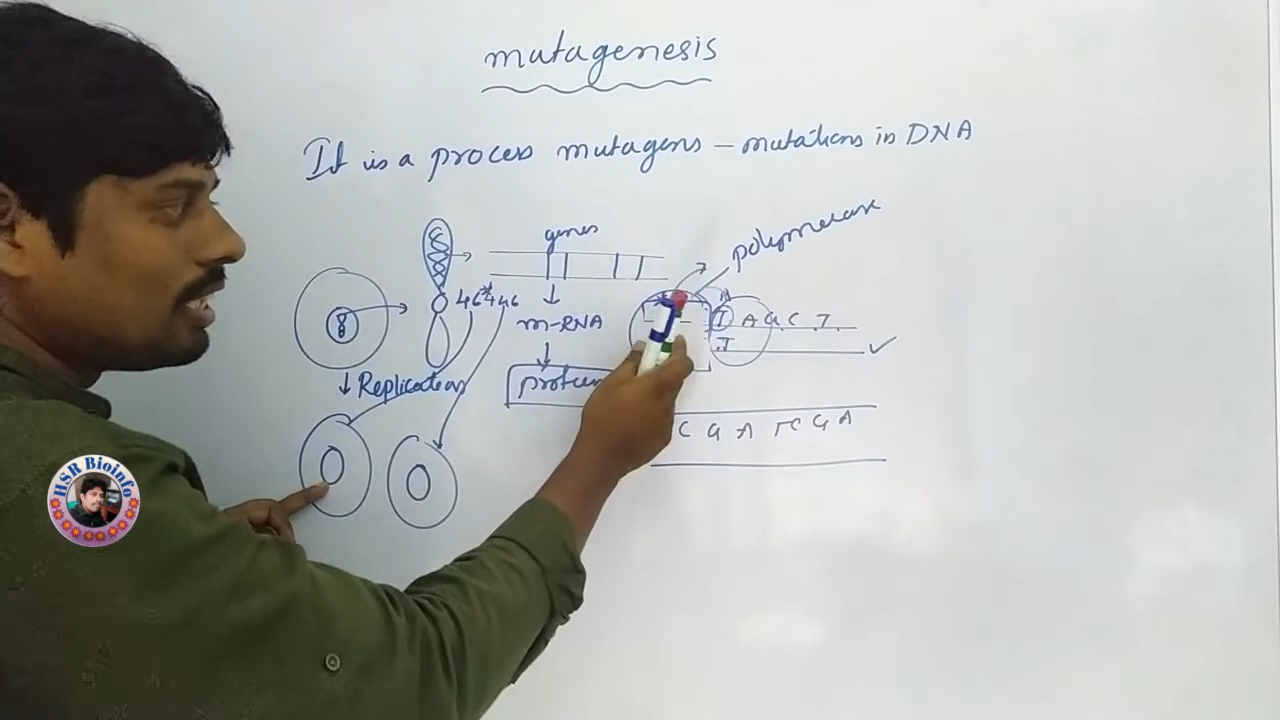 mutagenesis
It is a process mutagens – mutations in DNA
genes
polymerase
46 46
m-RNA
T A G C T
T
Replication
protein
C G A
G A
HSR Bioinfo